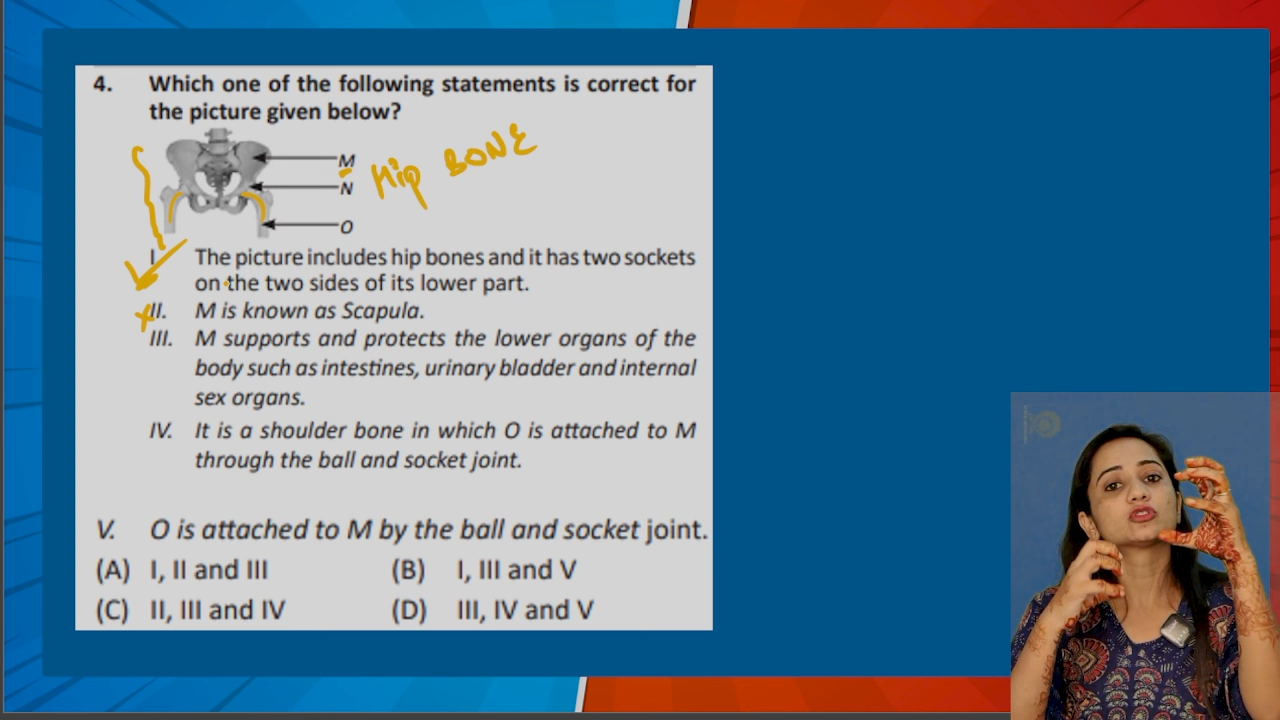 4. Which one of the following statements is correct for
the picture given below?
M
N
O
Hip BONE
I. The picture includes hip bones and it has two sockets
on the two sides of its lower part.
II. M is known as Scapula.
III. M supports and protects the lower organs of the
body such as intestines, urinary bladder and internal
sex organs.
IV. It is a shoulder bone in which O is attached to M
through the ball and socket joint.
V. O is attached to M by the ball and socket joint.
(A) I, II and III (B) I, III and V
(C) II, III and IV (D) III, IV and V